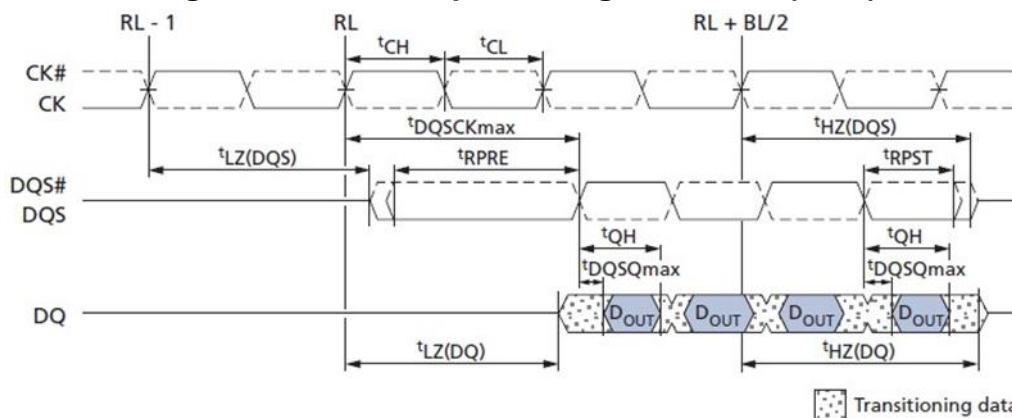 RL - 1 RL RL + BL/2
tCH tCL
CK#
CK
tDQSCKmax tHZ(DQS)
tLZ(DQS) tRPRE tRPST
DQS#
DQS
tQH tQH
tDQSQmax tDQSQmax
DQ DOUT DOUT DOUT DOUT
tLZ(DQ) tHZ(DQ)
Transitioning data